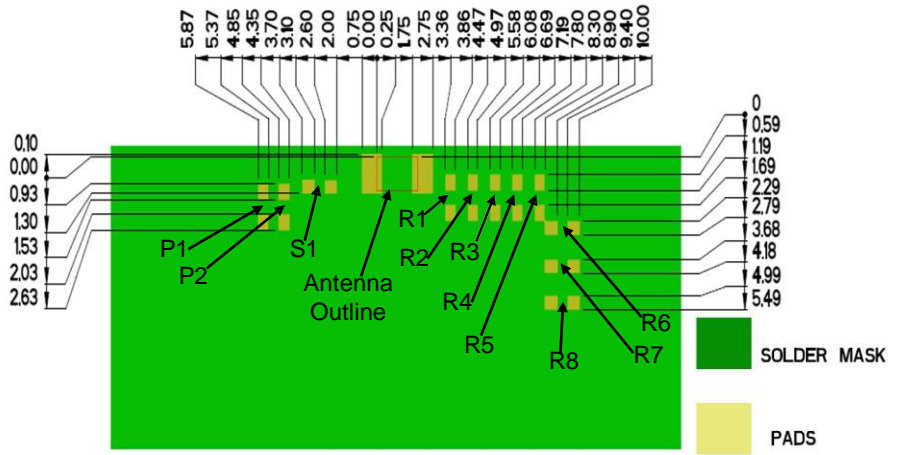 5.87
5.37
4.85
4.35
3.70
3.10
2.60
2.00
0.75
0.00
0.25
1.75
2.75
3.36
3.86
4.47
4.97
5.58
6.08
6.69
7.19
7.80
8.30
8.90
9.40
10.00
0.10
0.00
0.93
1.30
1.53
2.03
2.63
0
0.59
1.19
1.69
2.29
2.79
3.68
4.18
4.99
5.49
P1
P2
S1
Antenna
Outline
R1
R2
R3
R4
R5
R6
R7
R8
SOLDER MASK
PADS